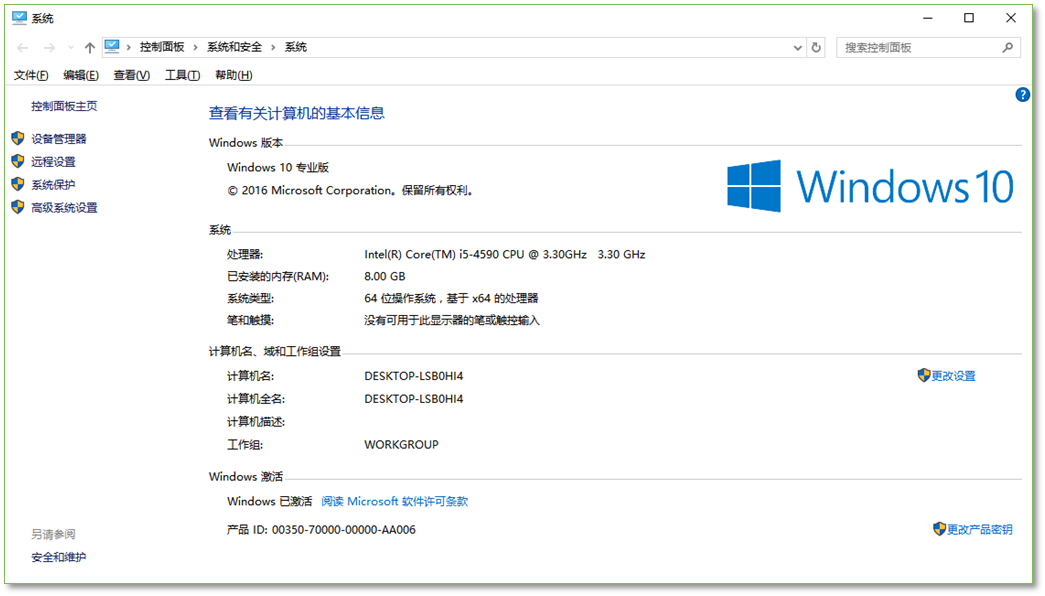 系统
控制面板 › 系统和安全 › 系统
搜索控制面板
文件(F) 编辑(E) 查看(V) 工具(T) 帮助(H)
控制面板主页
设备管理器
远程设置
系统保护
高级系统设置
查看有关计算机的基本信息
Windows 版本
Windows 10 专业版
© 2016 Microsoft Corporation。保留所有权利。
Windows 10
系统
处理器: Intel(R) Core(TM) i5-4590 CPU @ 3.30GHz 3.30 GHz
已安装的内存(RAM): 8.00 GB
系统类型: 64 位操作系统，基于 x64 的处理器
笔和触摸: 没有可用于此显示器的笔或触控输入
计算机名、域和工作组设置
计算机名: DESKTOP-LSB0HI4 更改设置
计算机全名: DESKTOP-LSB0HI4
计算机描述:
工作组: WORKGROUP
Windows 激活
Windows 已激活 阅读 Microsoft 软件许可条款
产品 ID: 00350-70000-00000-AA006 更改产品密钥
另请参阅
安全和维护